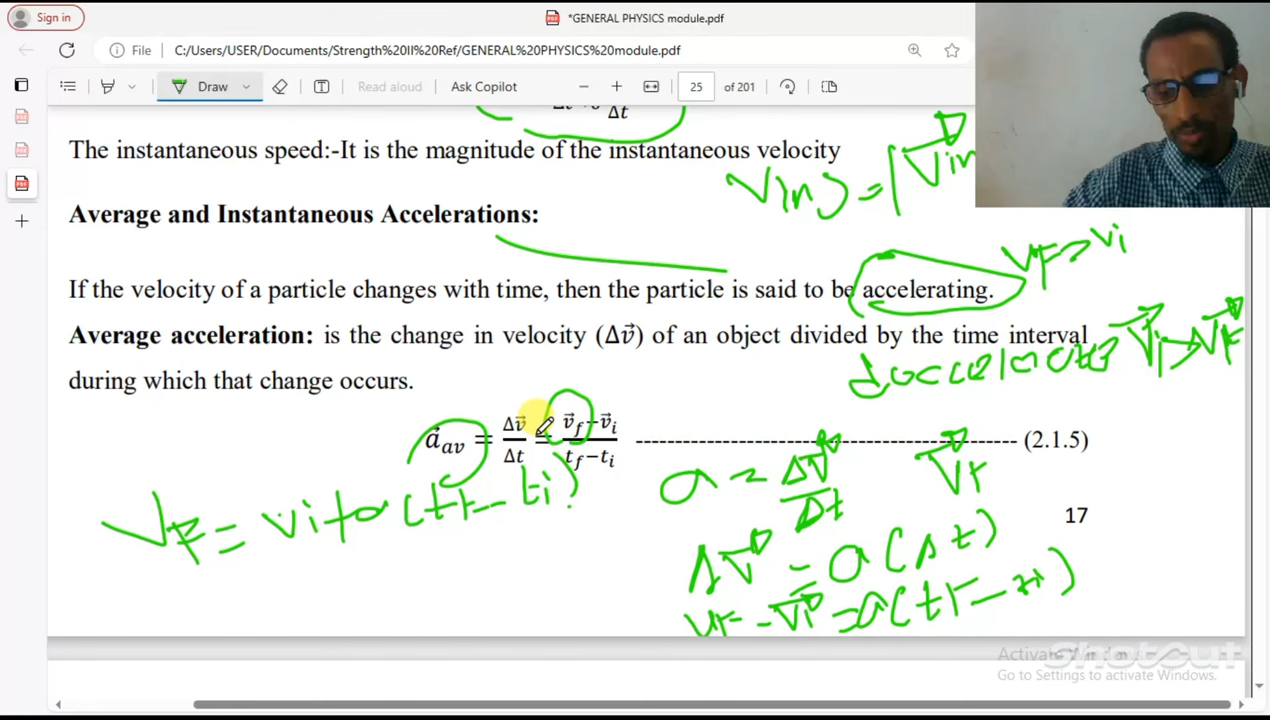 Sign in
*GENERAL PHYSICS module.pdf
File C:/Users/USER/Documents/Strength%20II%20Ref/GENERAL%20PHYSICS%20module.pdf
Draw Read aloud Ask Copilot 25 of 201
Δt
The instantaneous speed:-It is the magnitude of the instantaneous velocity
Vins = |Vin
Average and Instantaneous Accelerations:
VF > Vi
If the velocity of a particle changes with time, then the particle is said to be accelerating.
Average acceleration: is the change in velocity (Δv⃗) of an object divided by the time interval
Vi > VF
during which that change occurs.
a⃗av = Δv⃗/Δt = (v⃗f−v⃗i)/(tf−ti) ---------- (2.1.5)
a = ΔV/Δt
VF
VF = Vi + a(tF - ti)
17
ΔV = a(Δt)
VF - Vi = a(tF - ti)
Activate Windows
Go to Settings to activate Windows.
Shotcut